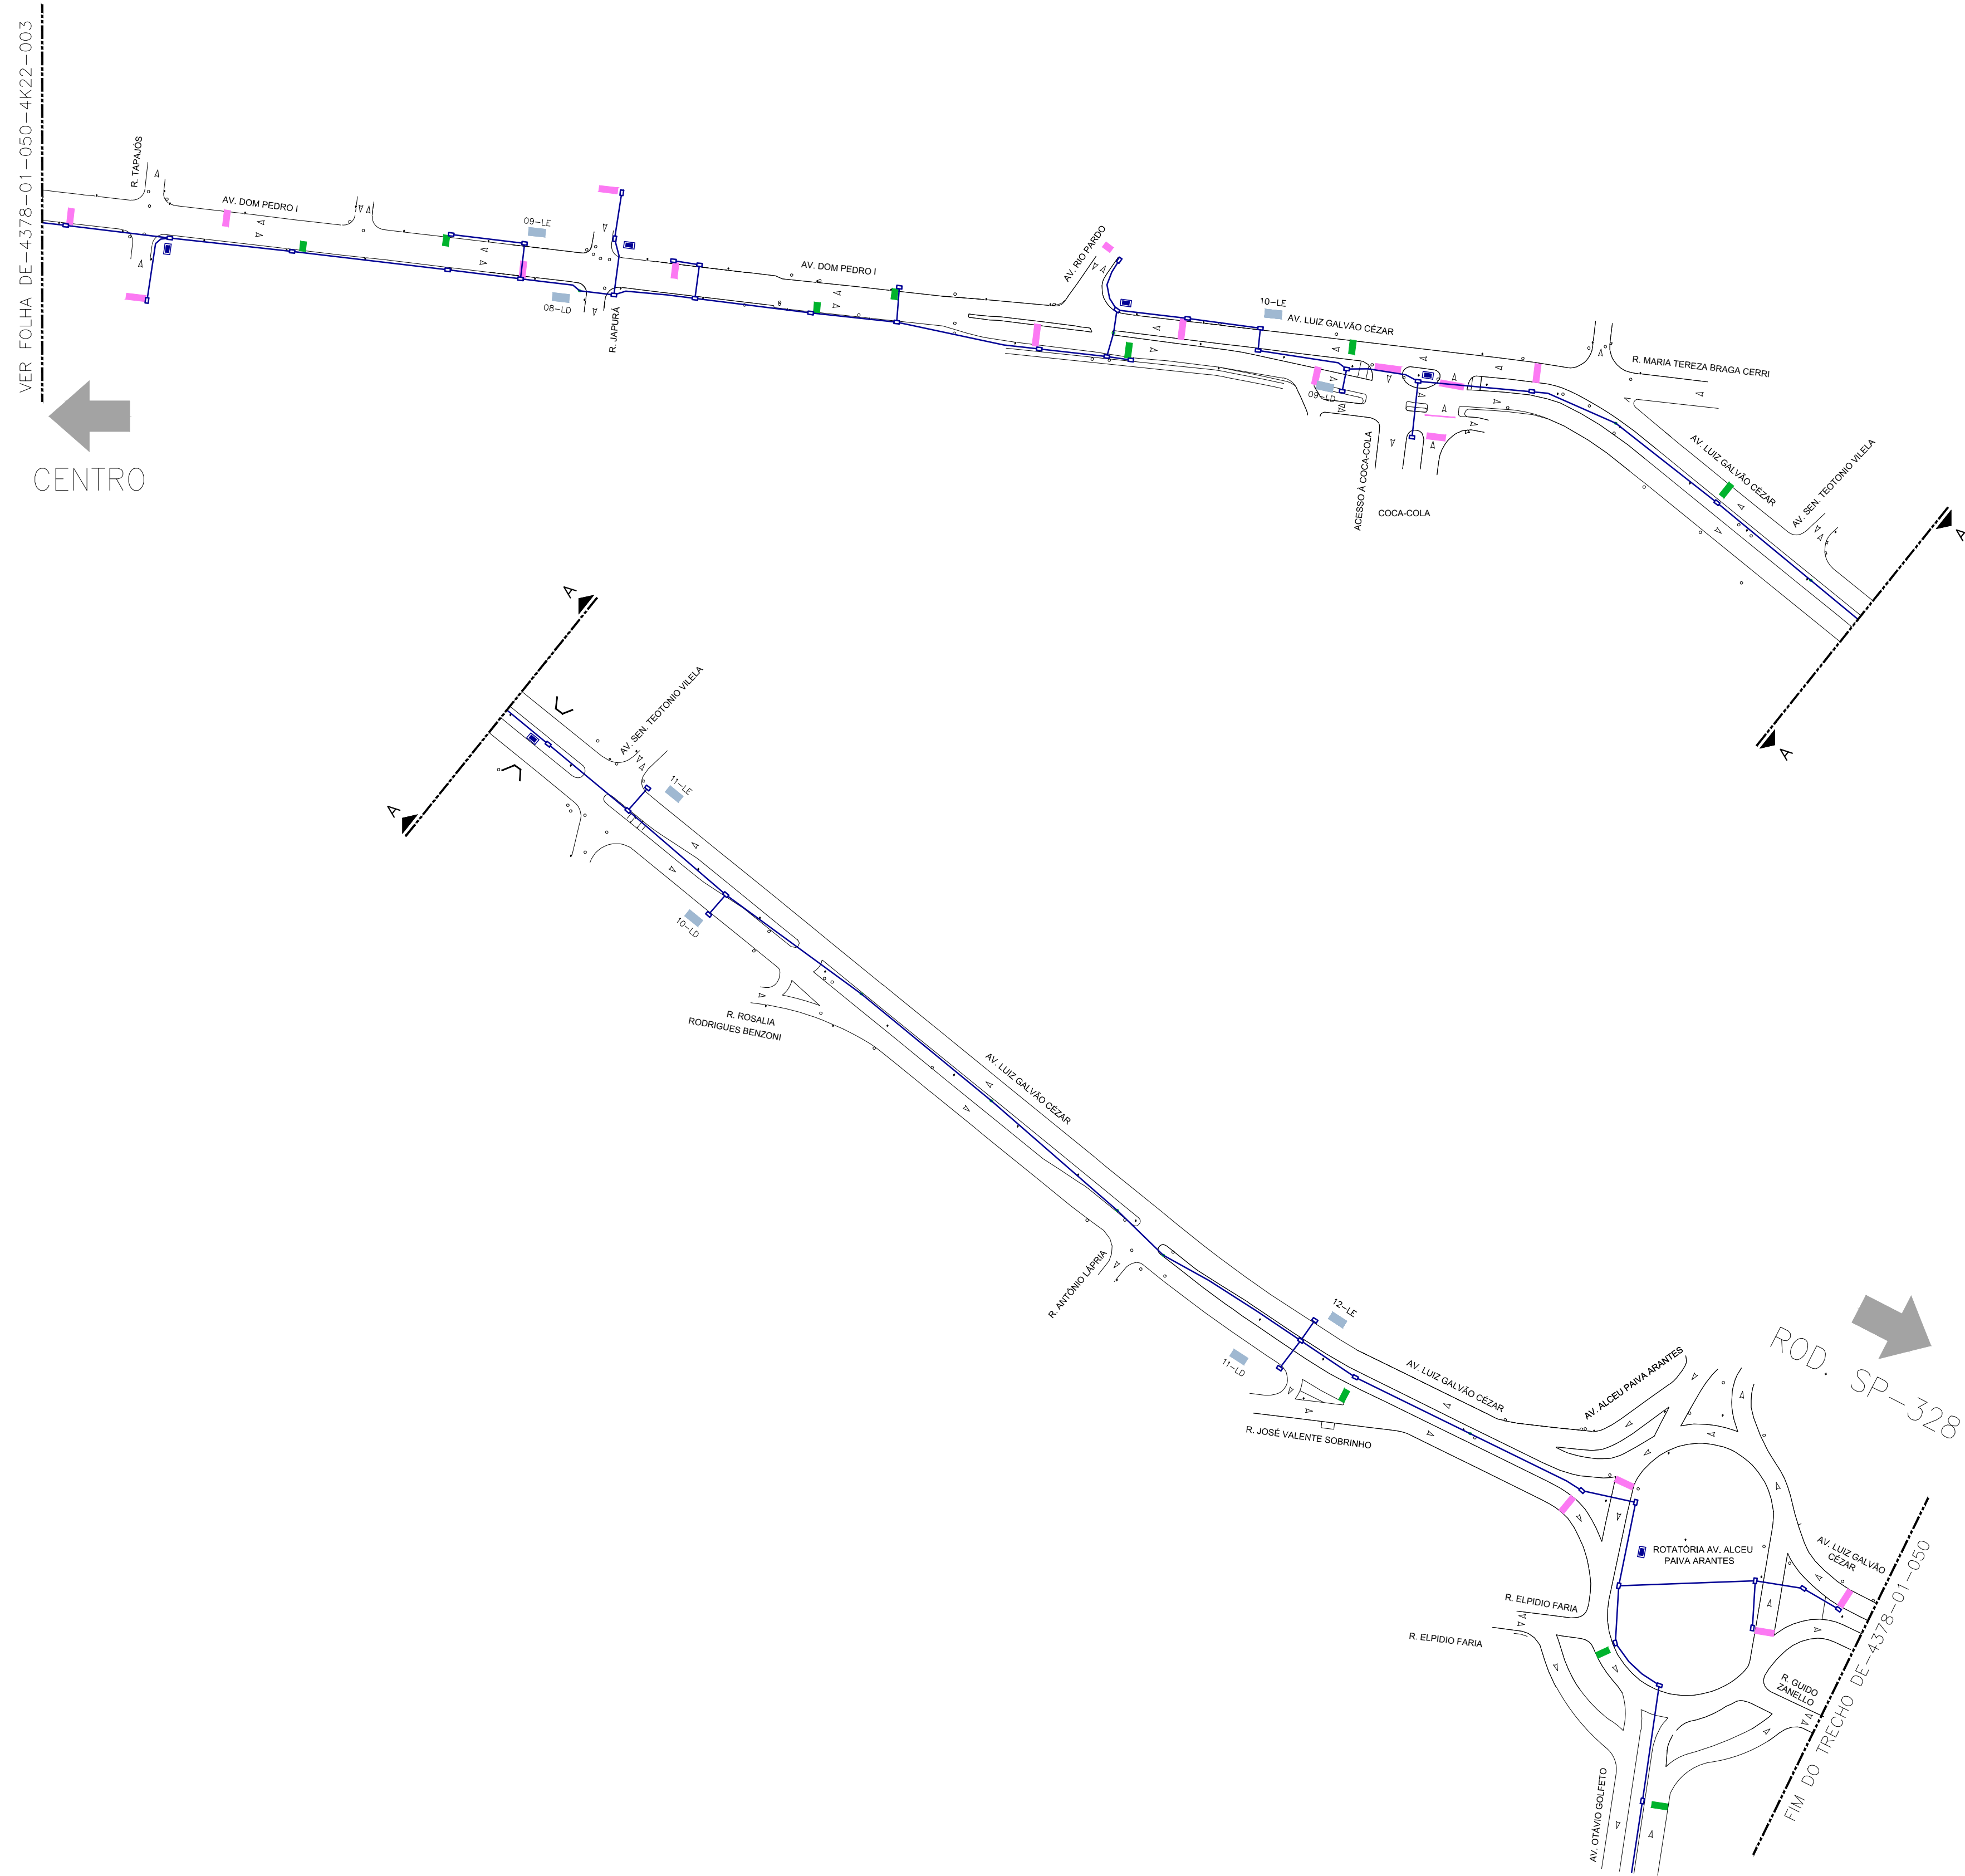 VER FOLHA DE-4378-01-050-4K22-003
CENTRO
R. TAPAJÓS
AV. DOM PEDRO I
09-LE
08-LD
R. JAPURÁ
AV. DOM PEDRO I
AV. RIO PARDO
10-LE
AV. LUIZ GALVÃO CÉZAR
09-LD
R. MARIA TEREZA BRAGA CERRI
ACESSO À COCA-COLA
COCA-COLA
AV. LUIZ GALVÃO CÉZAR
AV. SEN. TEOTONIO VILELA
A
A
A
A
AV. SEN. TEOTONIO VILELA
11-LE
10-LD
R. ROSALIA
RODRIGUES BENZONI
AV. LUIZ GALVÃO CÉZAR
R. ANTÔNIO LÁPRIA
12-LE
11-LD
AV. LUIZ GALVÃO CÉZAR
R. JOSÉ VALENTE SOBRINHO
AV. ALCEU PAIVA ARANTES
ROD. SP-328
ROTATÓRIA AV. ALCEU
PAIVA ARANTES
AV. LUIZ GALVÃO
CÉZAR
R. ELPIDIO FARIA
R. ELPIDIO FARIA
R. GUIDO
ZANELLO
AV. OTÁVIO GOLFETO
FIM DO TRECHO DE-4378-01-050